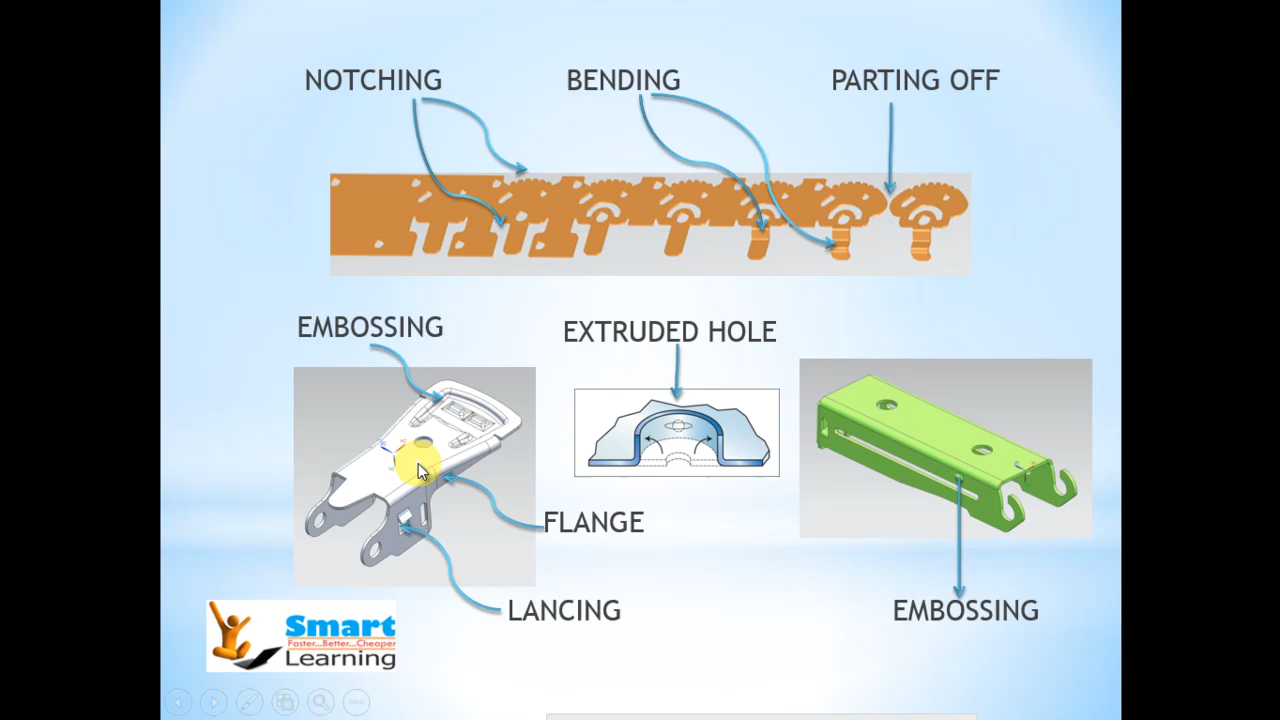 NOTCHING
BENDING
PARTING OFF
EMBOSSING
EXTRUDED HOLE
FLANGE
LANCING
EMBOSSING
Smart
Faster...Better...Cheaper
Learning